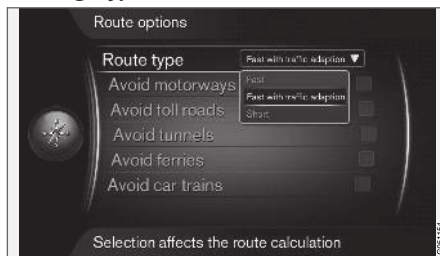 Route options
Route type
Fast with traffic adaption
Fast
Avoid motorways
Fast with traffic adaption
Avoid toll roads
Short
Avoid tunnels
Avoid ferries
Avoid car trains
Selection affects the route calculation